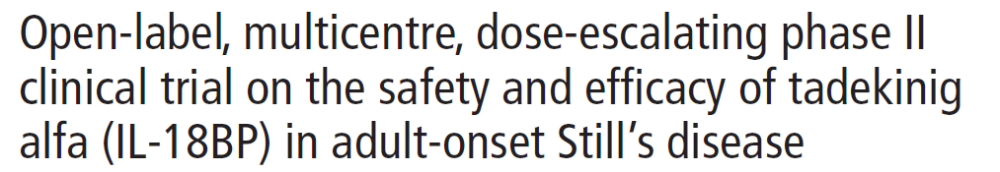 Open-label, multicentre, dose-escalating phase II
clinical trial on the safety and efficacy of tadekinig
alfa (IL-18BP) in adult-onset Still’s disease